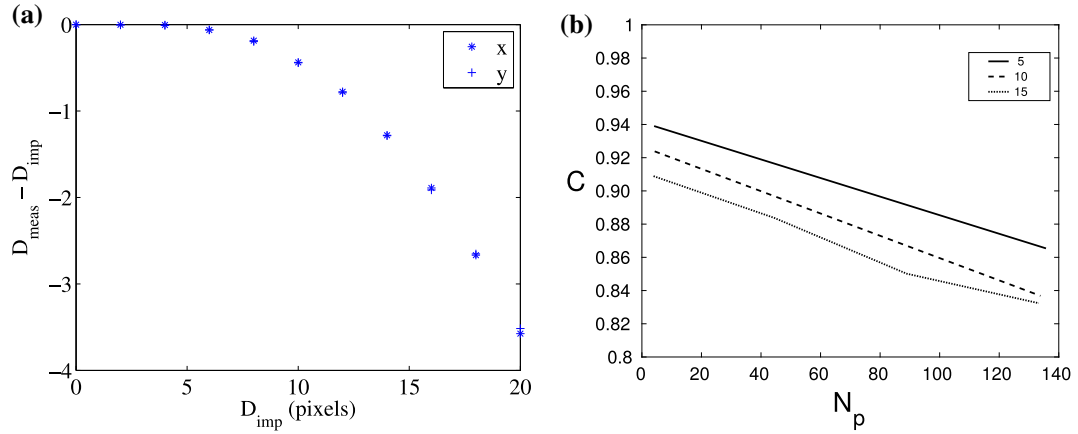 (a)
0
−1
−2
−3
−4
D_meas − D_imp
x
y
0 5 10 15 20
D_imp (pixels)
(b)
1
0.98
0.96
0.94
0.92
0.90
0.88
0.86
0.84
0.82
0.8
C
5
10
15
0 20 40 60 80 100 120 140
N_p